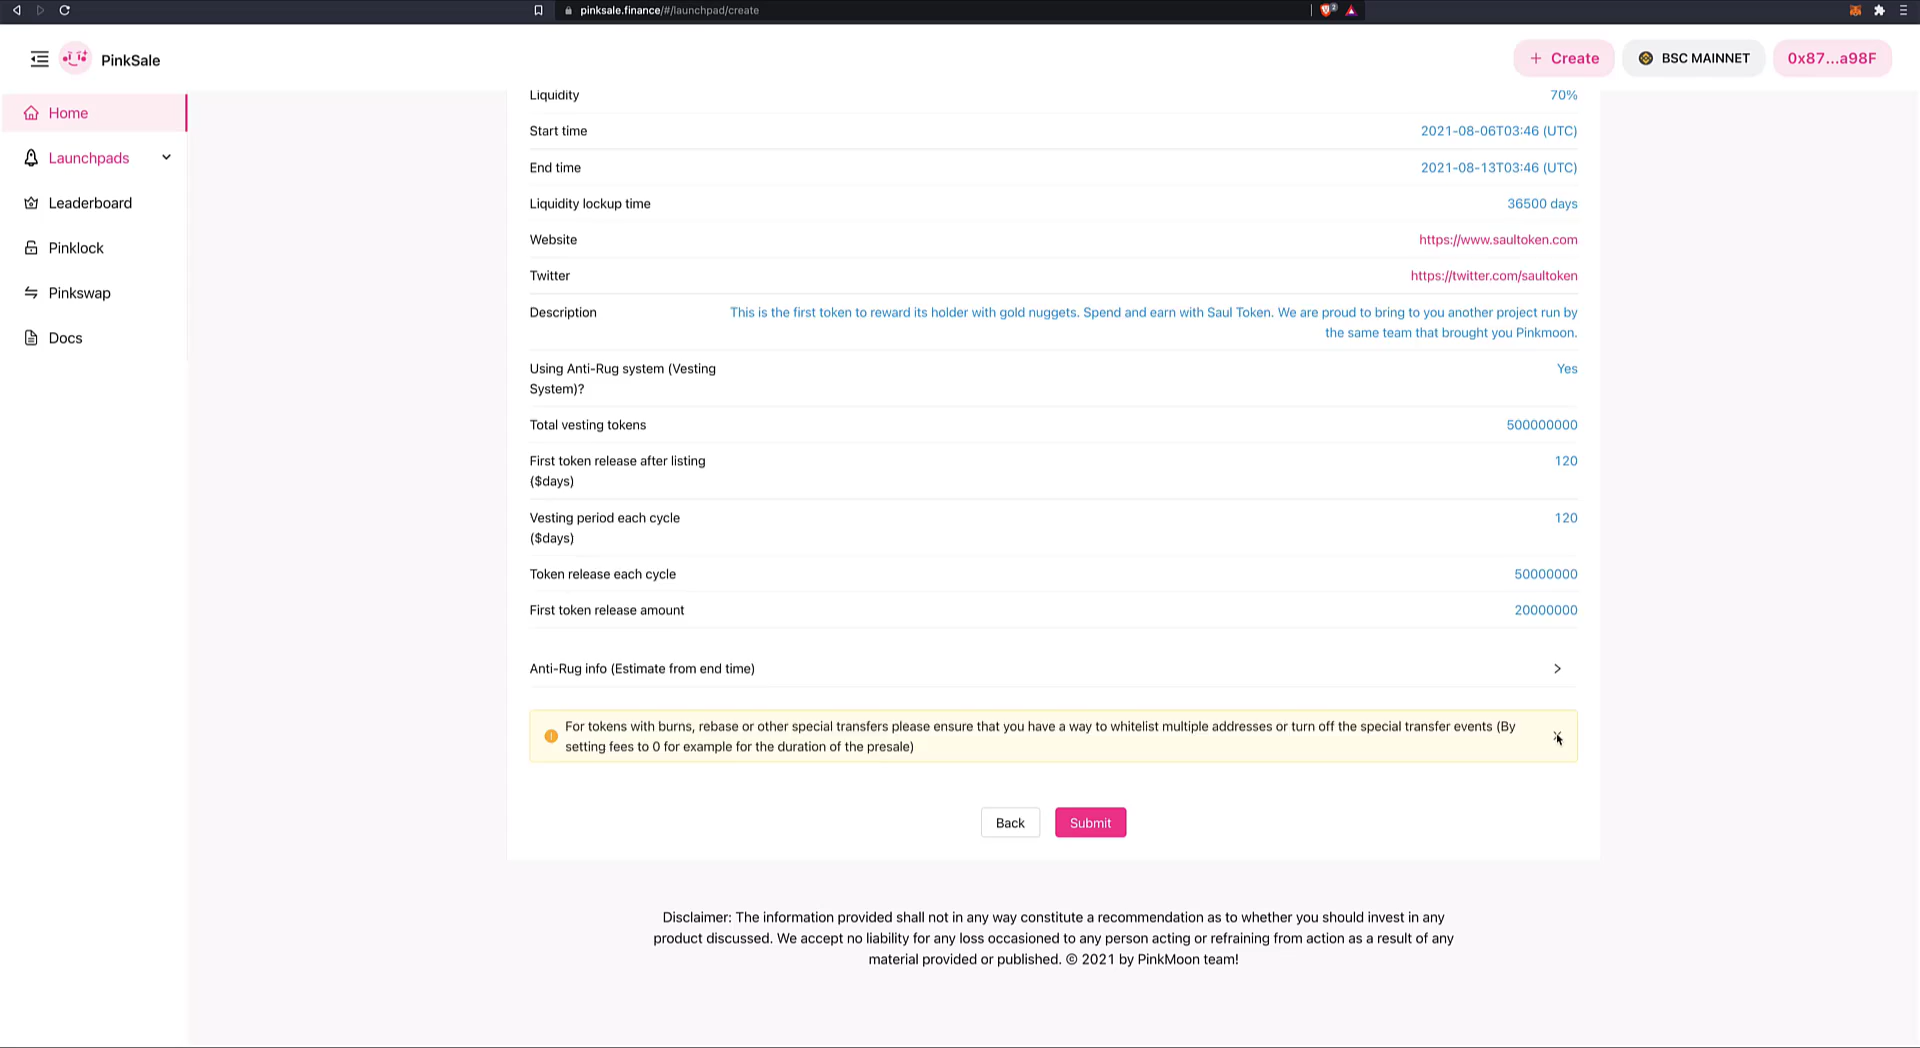 pinksale.finance/#/launchpad/create
2
PinkSale
Create
BSC MAINNET
0x87...a98F
Home
Launchpads
Leaderboard
Pinklock
Pinkswap
Docs
Liquidity 70%
Start time 2021-08-06T03:46 (UTC)
End time 2021-08-13T03:46 (UTC)
Liquidity lockup time 36500 days
Website https://www.saultoken.com
Twitter https://twitter.com/saultoken
Description This is the first token to reward its holder with gold nuggets. Spend and earn with Saul Token. We are proud to bring to you another project run by
the same team that brought you Pinkmoon.
Using Anti-Rug system (Vesting Yes
System)?
Total vesting tokens 500000000
First token release after listing 120
($days)
Vesting period each cycle 120
($days)
Token release each cycle 50000000
First token release amount 20000000
Anti-Rug info (Estimate from end time)
For tokens with burns, rebase or other special transfers please ensure that you have a way to whitelist multiple addresses or turn off the special transfer events (By
setting fees to 0 for example for the duration of the presale)
Back
Submit
Disclaimer: The information provided shall not in any way constitute a recommendation as to whether you should invest in any
product discussed. We accept no liability for any loss occasioned to any person acting or refraining from action as a result of any
material provided or published. © 2021 by PinkMoon team!